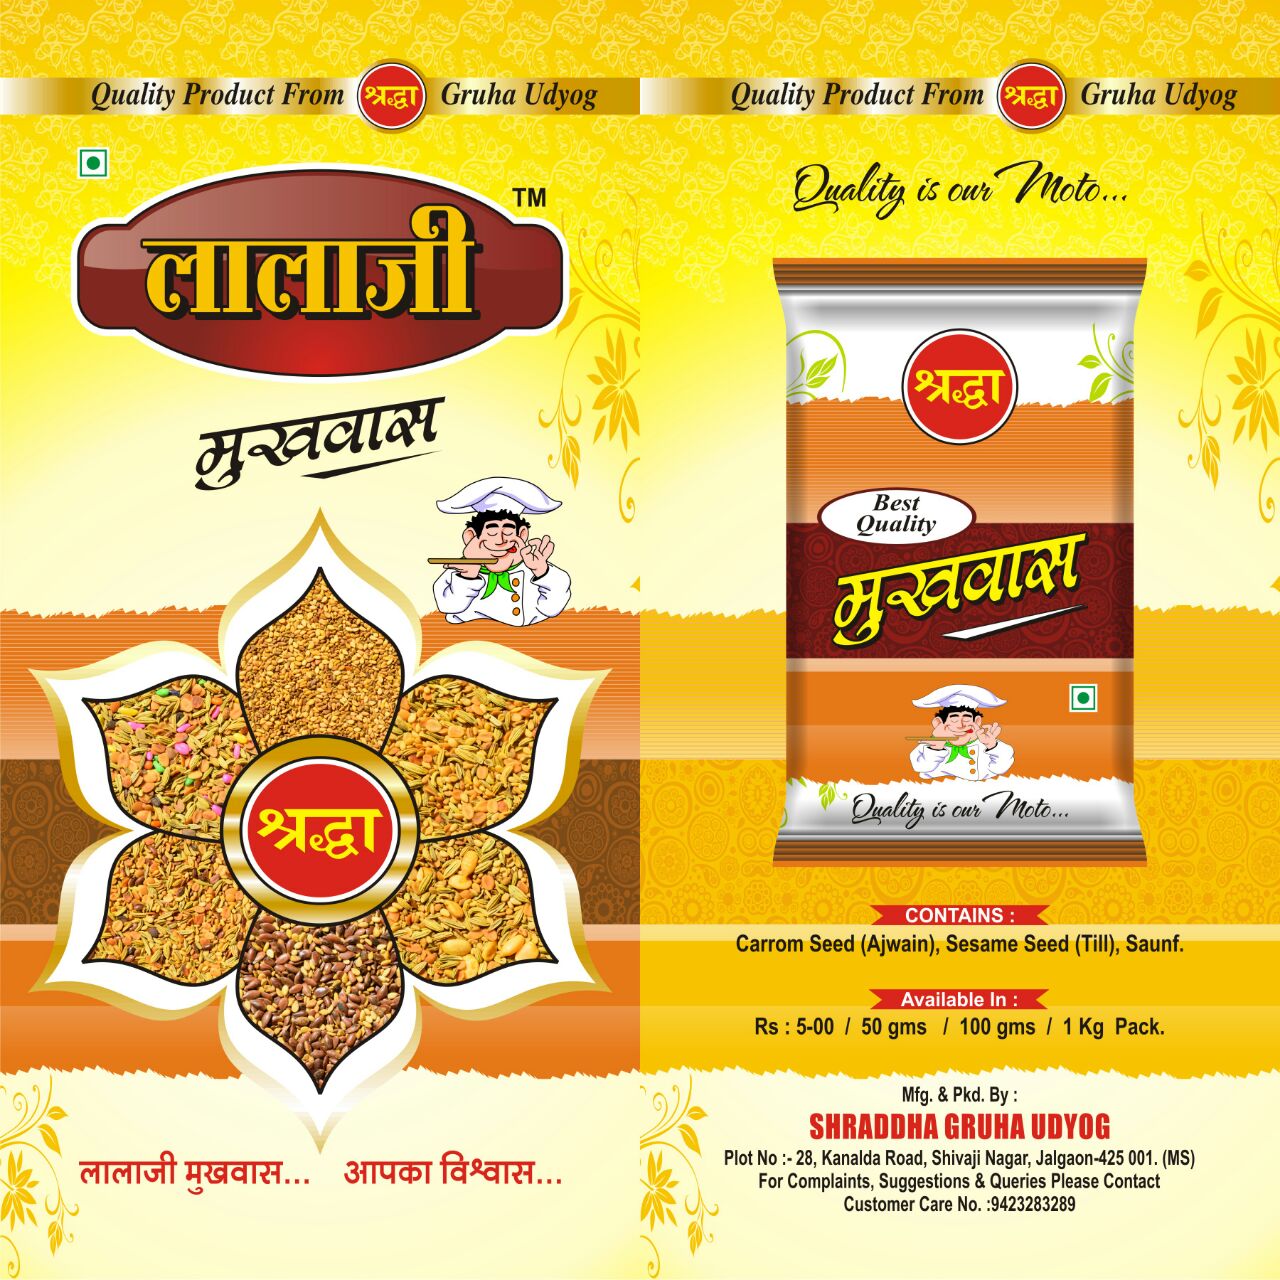 Quality Product From श्रद्धा Gruha Udyog
लालाजी TM
मुखवास
श्रद्धा
लालाजी मुखवास... आपका विश्वास...
Quality Product From श्रद्धा Gruha Udyog
Quality is our Moto...
श्रद्धा
Best
Quality
मुखवास
Quality is our Moto...
CONTAINS :
Carrom Seed (Ajwain), Sesame Seed (Till), Saunf.
Available In :
Rs : 5-00 / 50 gms / 100 gms / 1 Kg Pack.
Mfg. & Pkd. By :
SHRADDHA GRUHA UDYOG
Plot No :- 28, Kanalda Road, Shivaji Nagar, Jalgaon-425 001. (MS)
For Complaints, Suggestions & Queries Please Contact
Customer Care No. :9423283289